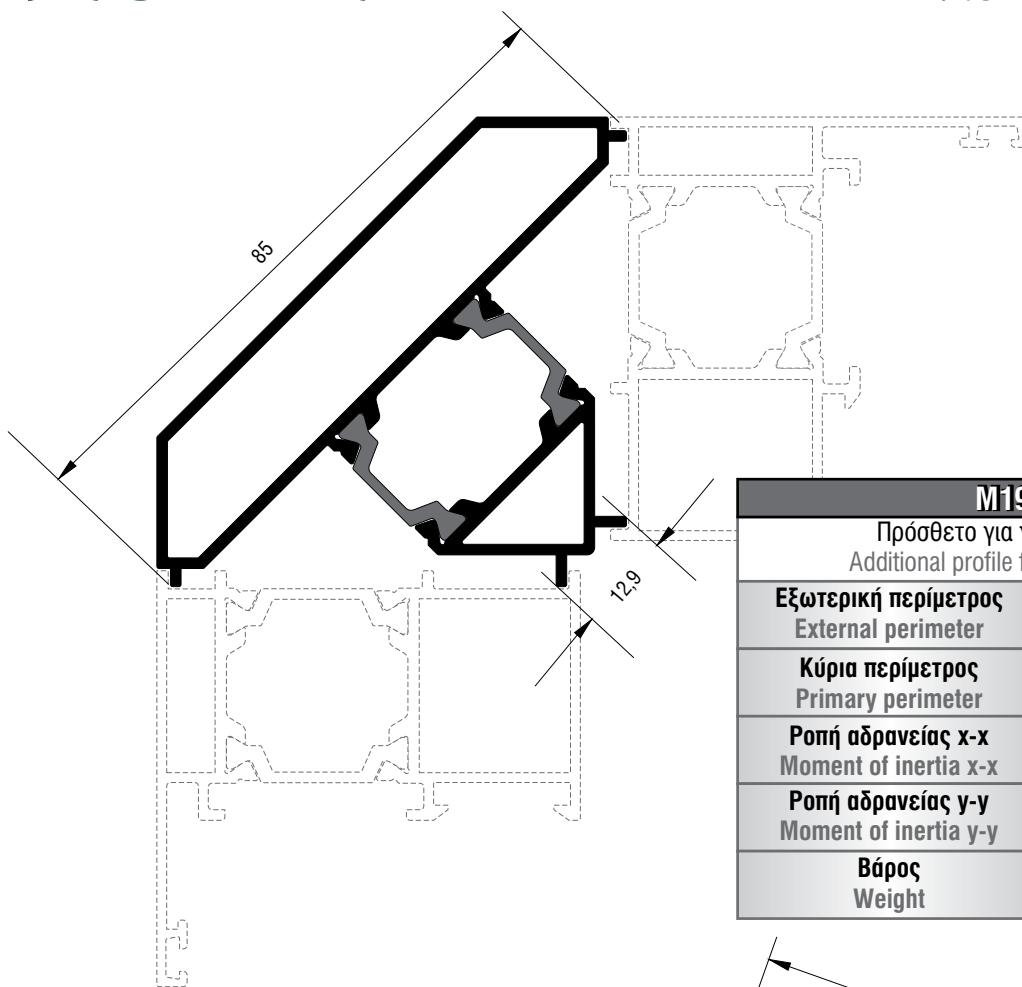 85
12,9
M19
Πρόσθετο για
Additional profile
Εξωτερική περίμετρος
External perimeter
Κύρια περίμετρος
Primary perimeter
Ροπή αδρανείας x-x
Moment of inertia x-x
Ροπή αδρανείας y-y
Moment of inertia y-y
Βάρος
Weight